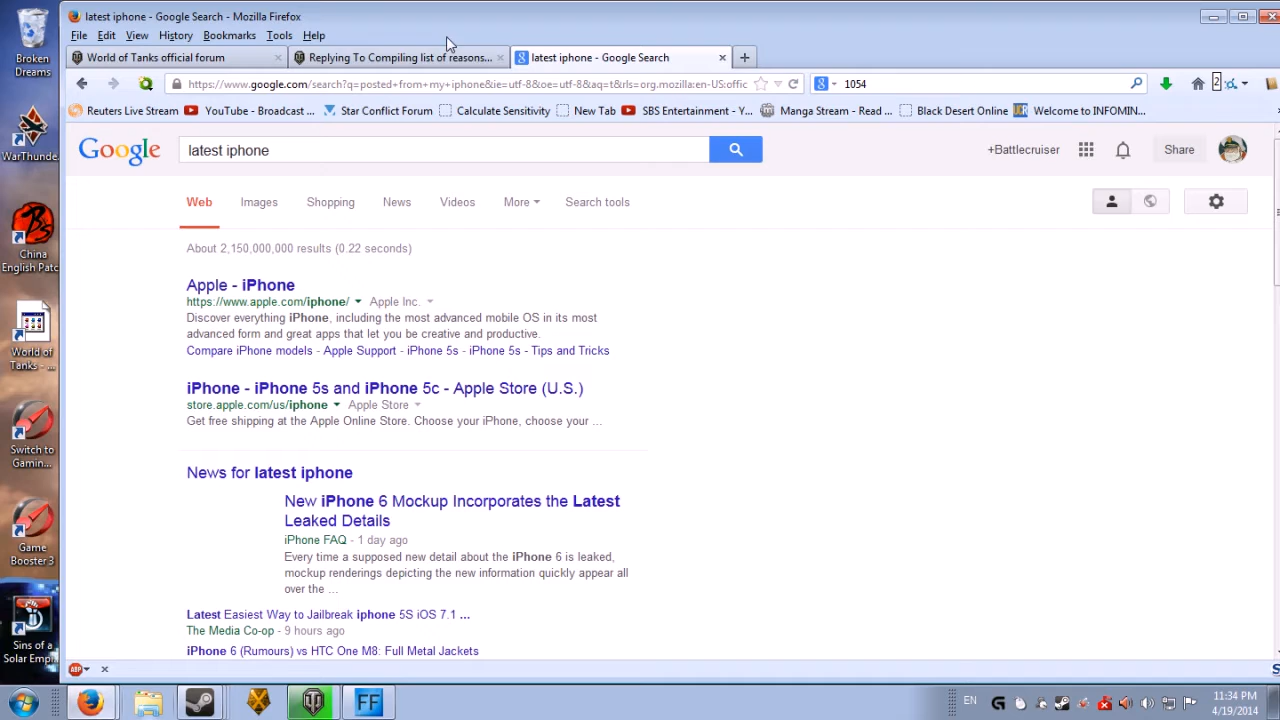 latest iphone - Google Search - Mozilla Firefox
File Edit View History Bookmarks Tools Help
World of Tanks official forum
Replying To Compiling list of reasons...
latest iphone - Google Search
https://www.google.com/search?q=posted+from+my+iphone&ie=utf-8&oe=utf-8&aq=t&rls=org.mozilla:en-US:offic
1054
Reuters Live Stream YouTube - Broadcast ... Star Conflict Forum Calculate Sensitivity New Tab SBS Entertainment - Y... Manga Stream - Read ... Black Desert Online Welcome to INFOMIN...
Google
latest iphone
+Battlecruiser
Share
Web Images Shopping News Videos More Search tools
About 2,150,000,000 results (0.22 seconds)
Apple - iPhone
https://www.apple.com/iphone/ Apple Inc.
Discover everything iPhone, including the most advanced mobile OS in its most
advanced form and great apps that let you be creative and productive.
Compare iPhone models - Apple Support - iPhone 5s - iPhone 5s - Tips and Tricks
iPhone - iPhone 5s and iPhone 5c - Apple Store (U.S.)
store.apple.com/us/iphone Apple Store
Get free shipping at the Apple Online Store. Choose your iPhone, choose your ...
News for latest iphone
New iPhone 6 Mockup Incorporates the Latest
Leaked Details
iPhone FAQ - 1 day ago
Every time a supposed new detail about the iPhone 6 is leaked,
mockup renderings depicting the new information quickly appear all
over the ...
Latest Easiest Way to Jailbreak iphone 5S iOS 7.1 ...
The Media Co-op - 9 hours ago
iPhone 6 (Rumours) vs HTC One M8: Full Metal Jackets
Broken
Dreams
WarThunde...
China
English Patc
World of
Tanks - ...
Switch to
Gamin...
Game
Booster 3
Sins of a
Solar Empi...
ABP
FF
EN
11:34 PM
4/19/2014